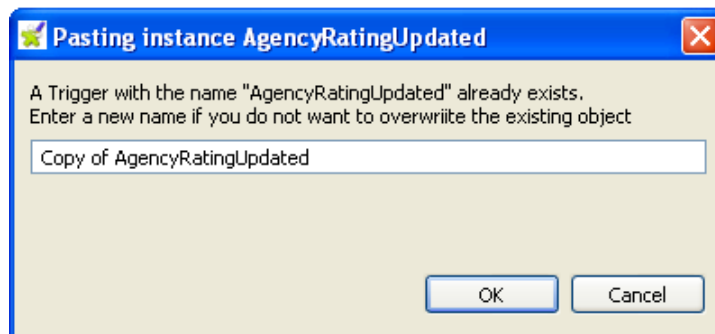 Pasting instance AgencyRatingUpdated
A Trigger with the name "AgencyRatingUpdated" already exists.
Enter a new name if you do not want to overwriite the existing object
Copy of AgencyRatingUpdated
OK Cancel